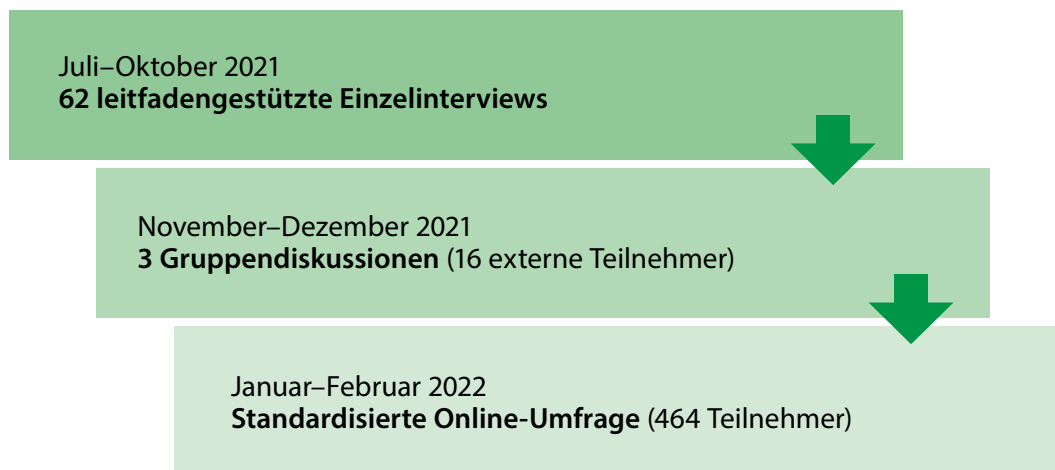 Juli–Oktober 2021
62 leitfadengestützte Einzelinterviews
November–Dezember 2021
3 Gruppendiskussionen (16 externe Teilnehmer)
Januar–Februar 2022
Standardisierte Online-Umfrage (464 Teilnehmer)